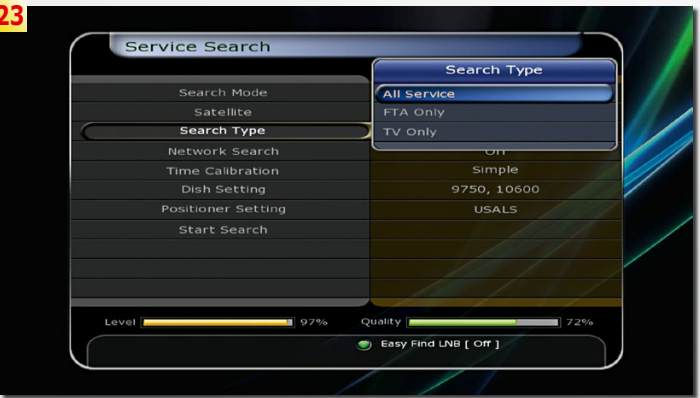 23
Service Search
Search Type
All Service
FTA Only
TV Only
Search Mode
Satellite
Search Type
Network Search Off
Time Calibration Simple
Dish Setting 9750, 10600
Positioner Setting USALS
Start Search
Level 97% Quality 72%
Easy Find LNB [ Off ]